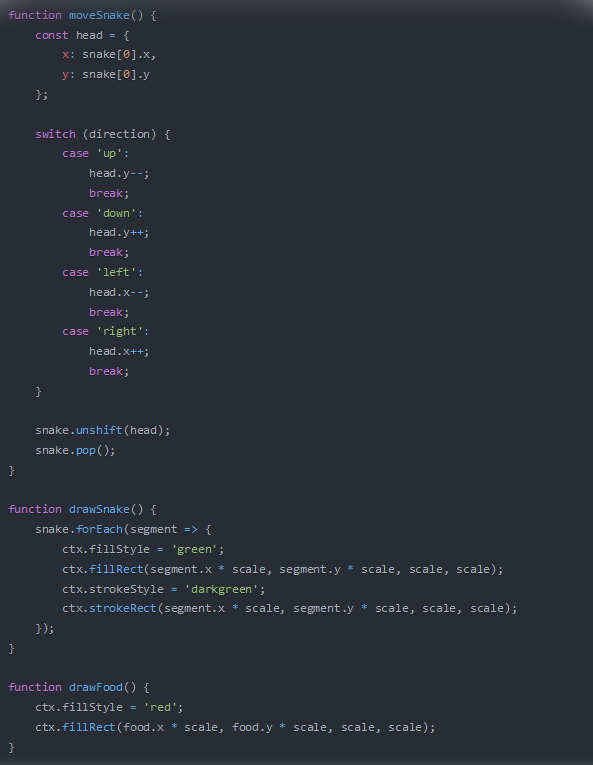 function moveSnake() {
    const head = {
        x: snake[0].x,
        y: snake[0].y
    };

    switch (direction) {
        case 'up':
            head.y--;
            break;
        case 'down':
            head.y++;
            break;
        case 'left':
            head.x--;
            break;
        case 'right':
            head.x++;
            break;
    }

    snake.unshift(head);
    snake.pop();
}

function drawSnake() {
    snake.forEach(segment => {
        ctx.fillStyle = 'green';
        ctx.fillRect(segment.x * scale, segment.y * scale, scale, scale);
        ctx.strokeStyle = 'darkgreen';
        ctx.strokeRect(segment.x * scale, segment.y * scale, scale, scale);
    });
}

function drawFood() {
    ctx.fillStyle = 'red';
    ctx.fillRect(food.x * scale, food.y * scale, scale, scale);
}